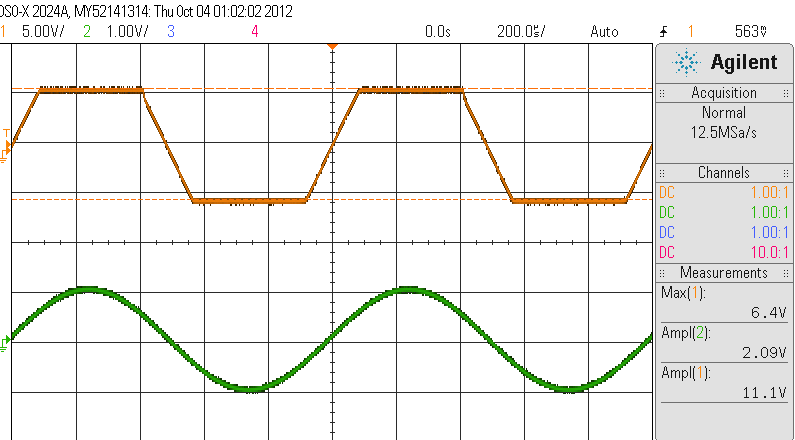 DSO-X 2024A, MY52141314: Thu Oct 04 01:02:02 2012
1 5.00V/ 2 1.00V/ 3 4 0.0s 200.0us/ Auto 1 563mV
Agilent
Acquisition
Normal
12.5MSa/s
Channels
DC 1.00:1
DC 1.00:1
DC 1.00:1
DC 10.0:1
Measurements
Max(1):
6.4V
Ampl(2):
2.09V
Ampl(1):
11.1V
T